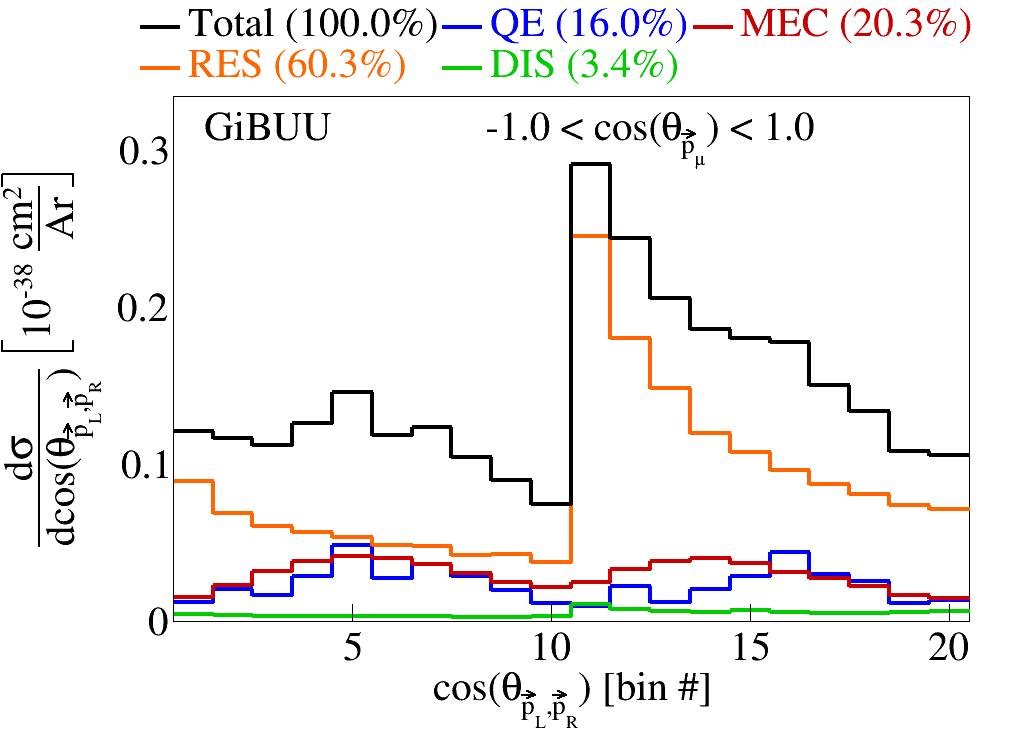 Total (100.0%) QE (16.0%) MEC (20.3%)
RES (60.3%) DIS (3.4%)
GiBUU -1.0 < cos(θp⃗μ) < 1.0
dσ/dcos(θp⃗L,p⃗R) [10-38 cm2/Ar]
0.3
0.2
0.1
0
5 10 15 20
cos(θp⃗L,p⃗R) [bin #]